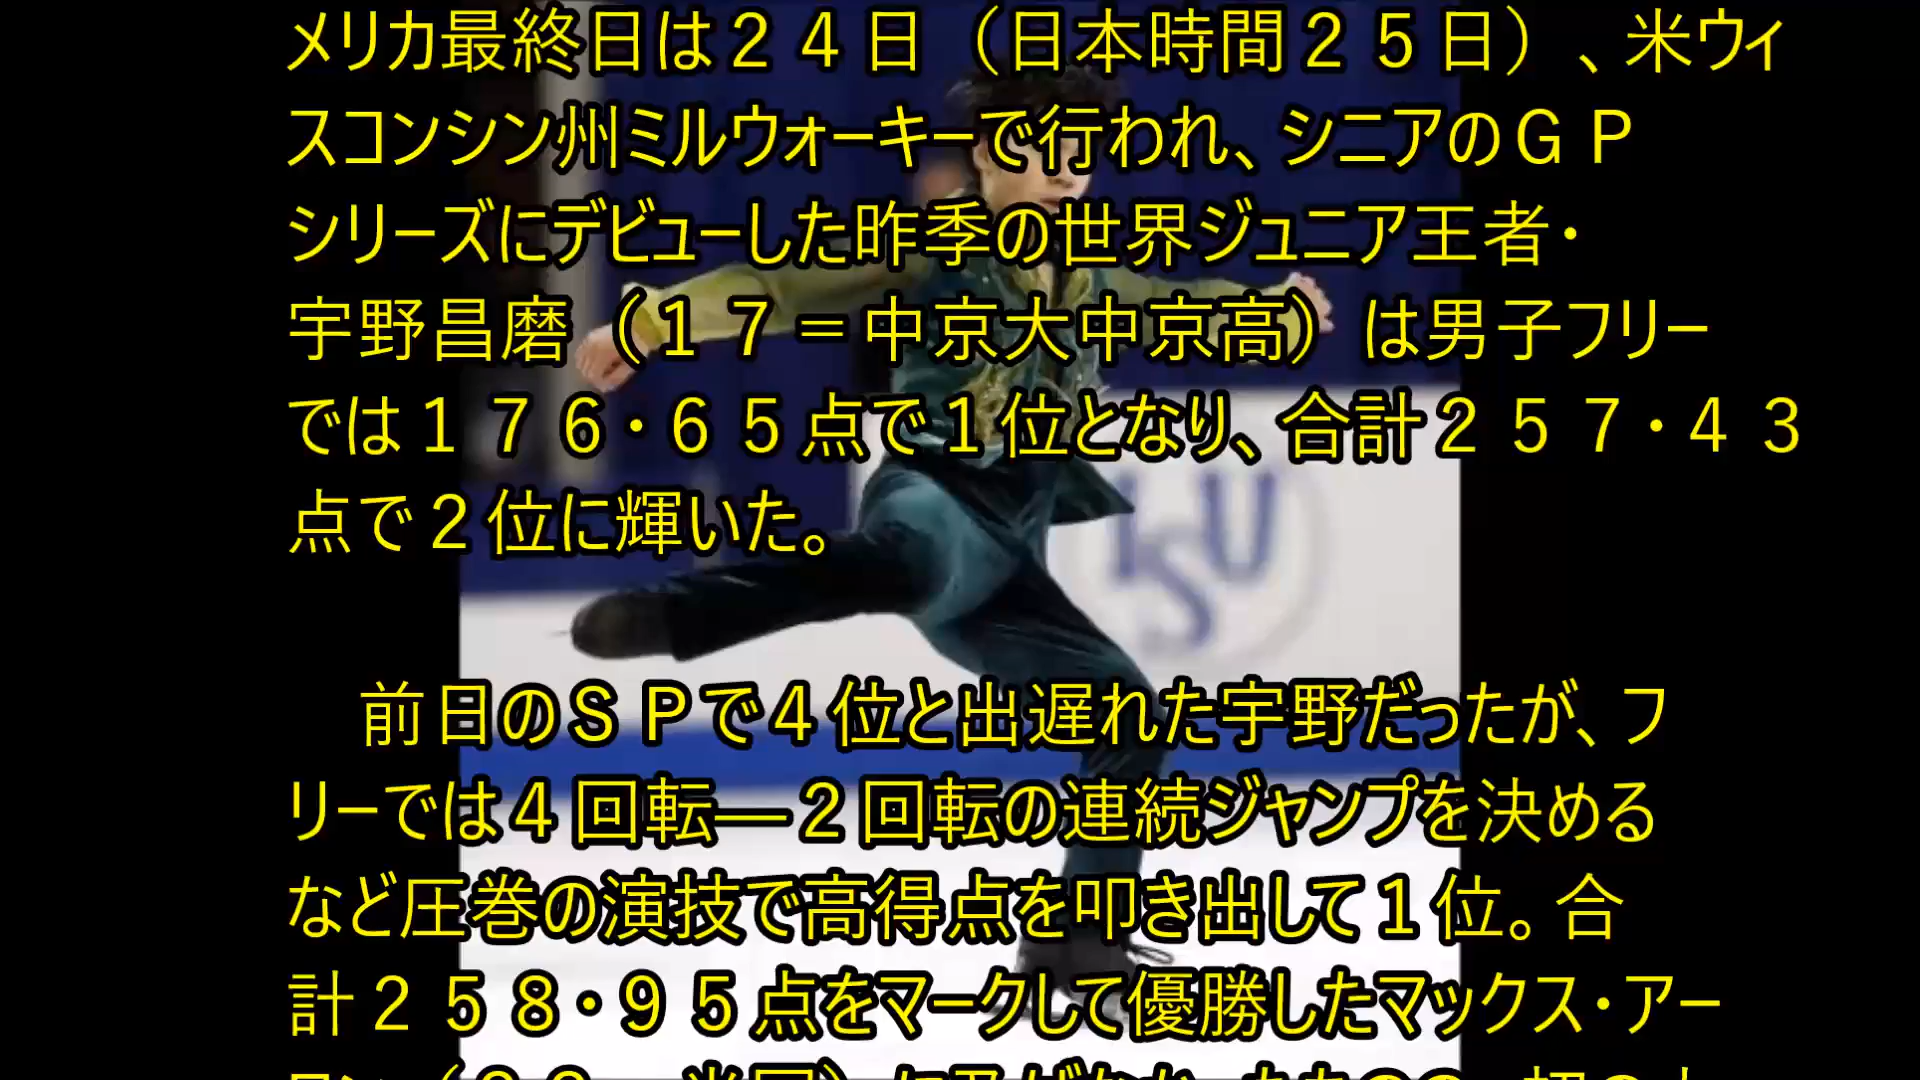 メリカ最終日は２４日（日本時間２５日）、米ウィ
スコンシン州ミルウォーキーで行われ、シニアのＧＰ
シリーズにデビューした昨季の世界ジュニア王者・
宇野昌磨（１７＝中京大中京高）は男子フリー
では１７６・６５点で１位となり、合計２５７・４３
点で２位に輝いた。
前日のＳＰで４位と出遅れた宇野だったが、フ
リーでは４回転―２回転の連続ジャンプを決める
など圧巻の演技で高得点を叩き出して１位。合
計２５８・９５点をマークして優勝したマックス・アー
ISU